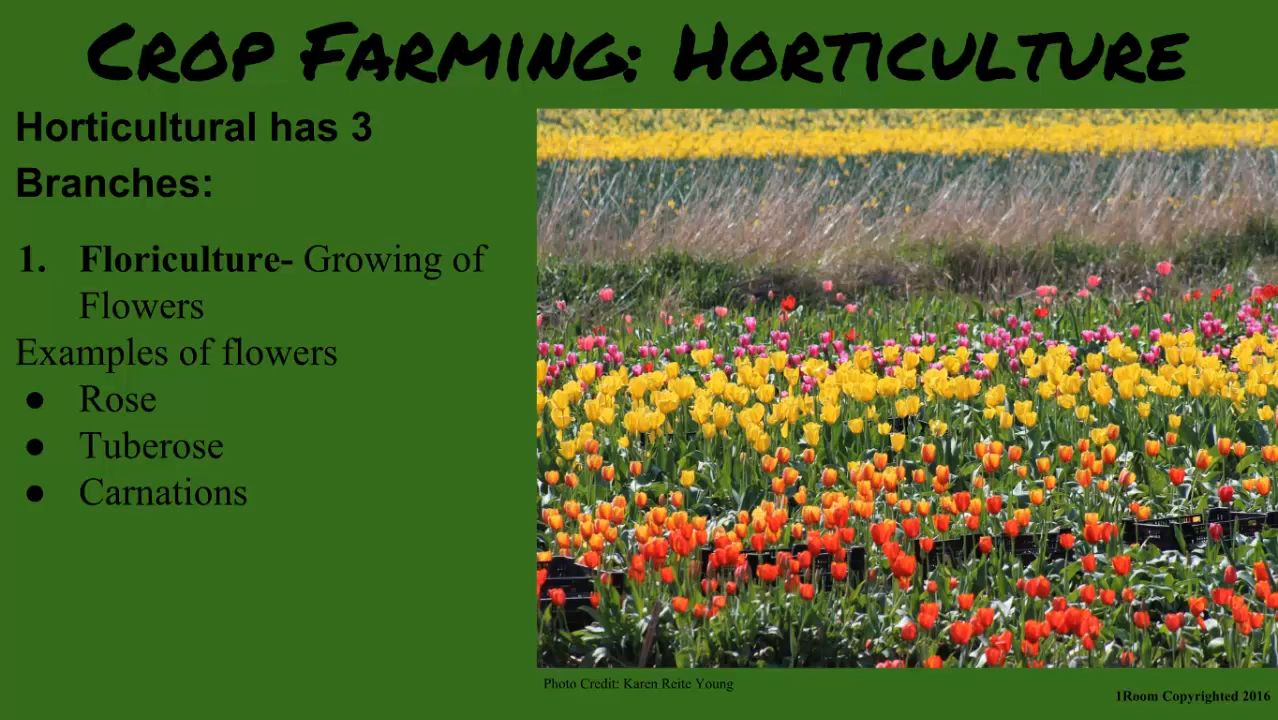 Crop Farming: Horticulture
Horticultural has 3
Branches:
1. Floriculture- Growing of
Flowers
Examples of flowers
● Rose
● Tuberose
● Carnations
Photo Credit: Karen Reite Young
1Room Copyrighted 2016